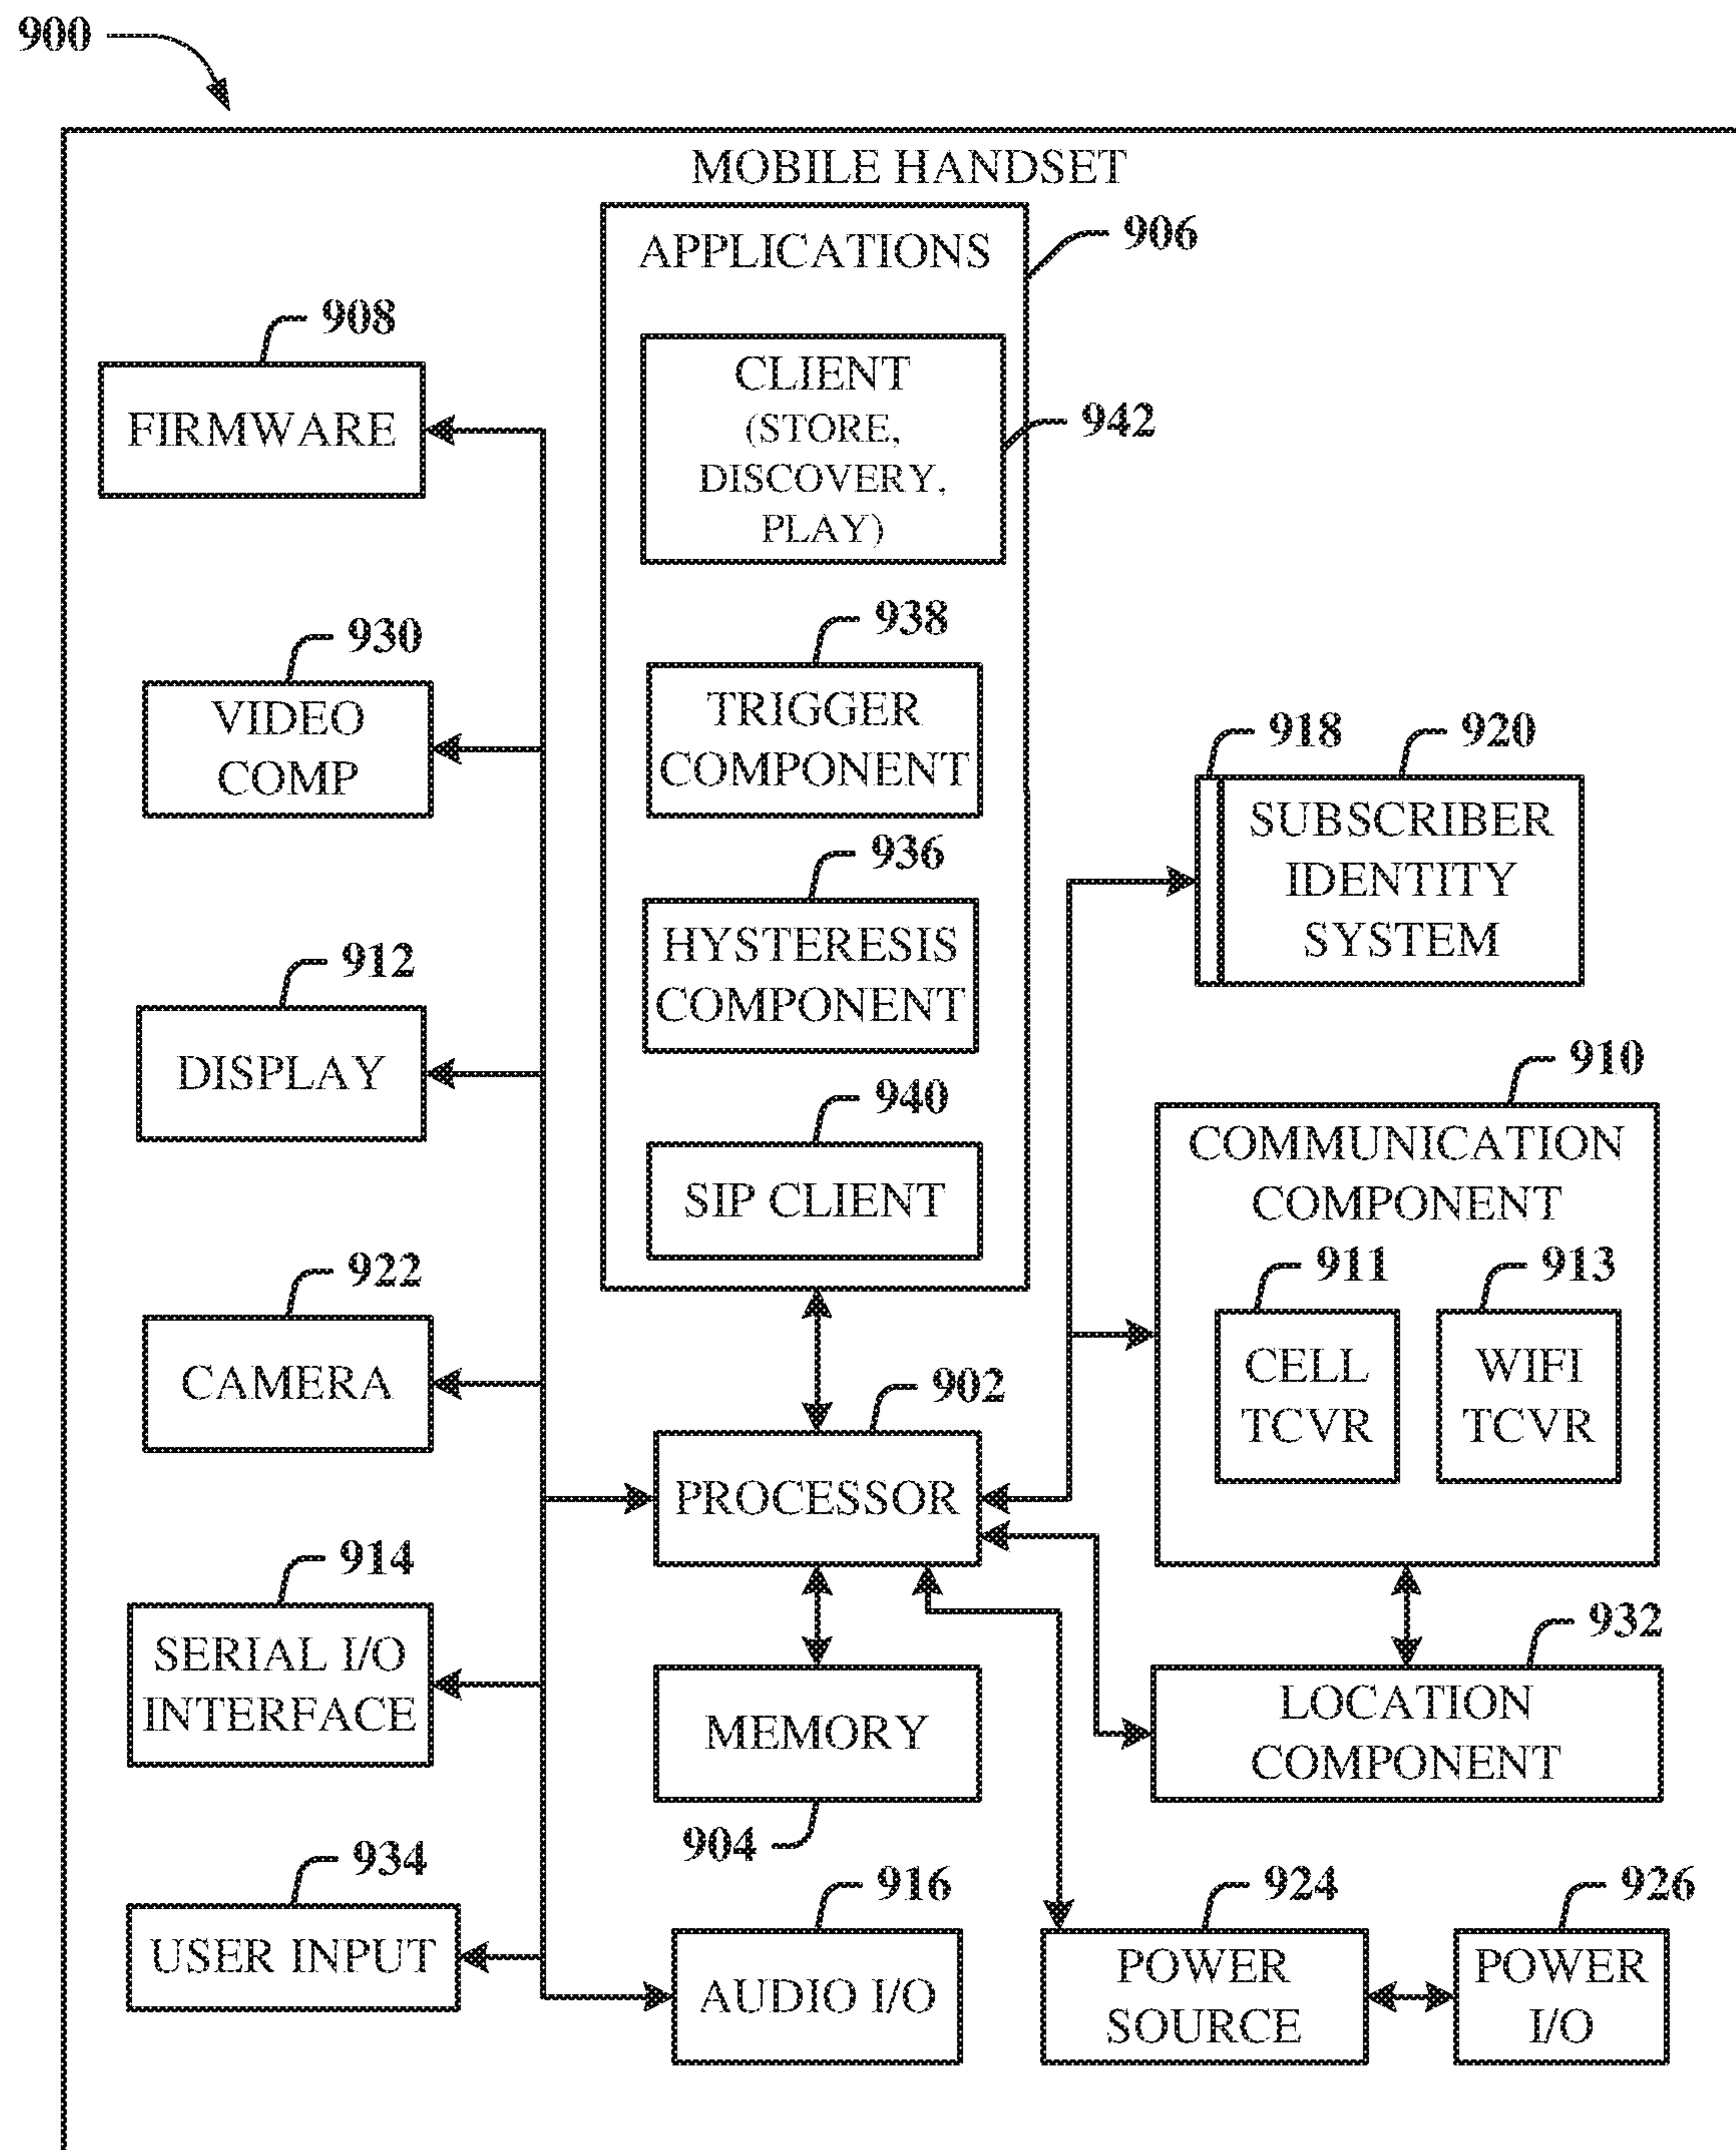 900
MOBILE HANDSET
APPLICATIONS
906
CLIENT
(STORE,
DISCOVERY,
PLAY)
942
908
FIRMWARE
938
TRIGGER
COMPONENT
930
VIDEO
COMP
936
HYSTERESIS
COMPONENT
918
920
SUBSCRIBER
IDENTITY
SYSTEM
912
DISPLAY
940
SIP CLIENT
910
COMMUNICATION
COMPONENT
911
CELL
TCVR
913
WIFI
TCVR
922
CAMERA
902
PROCESSOR
914
SERIAL I/O
INTERFACE
MEMORY
904
932
LOCATION
COMPONENT
934
USER INPUT
916
AUDIO I/O
924
POWER
SOURCE
926
POWER
I/O